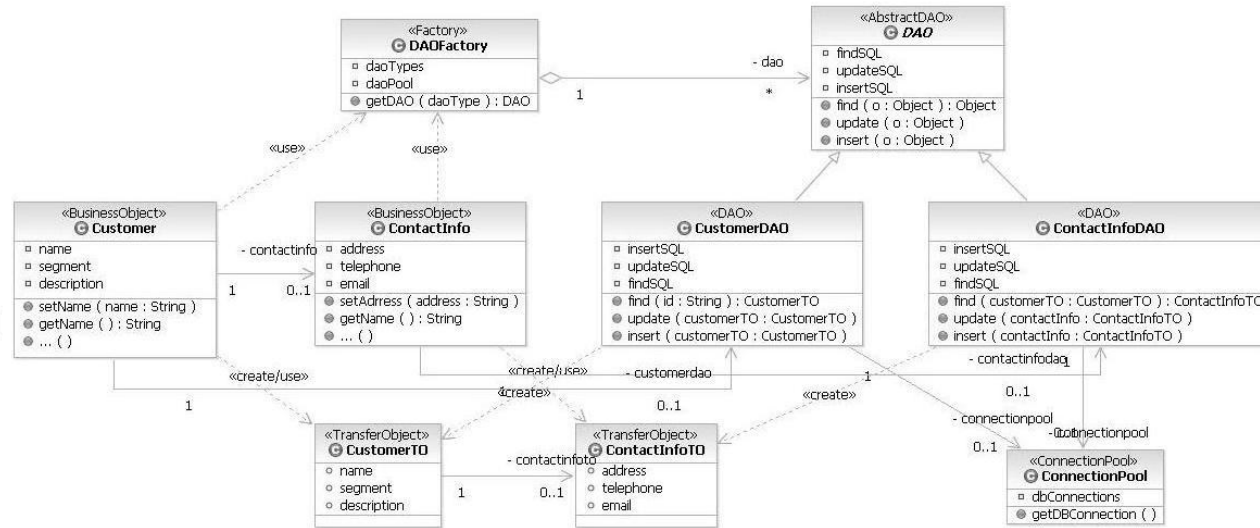 «Factory»
DAOFactory
daoTypes
daoPool
getDAO ( daoType ) : DAO
- dao
1
*
«AbstractDAO»
DAO
findSQL
updateSQL
insertSQL
find ( o : Object ) : Object
update ( o : Object )
insert ( o : Object )
«use»
«use»
«BusinessObject»
Customer
name
segment
description
setName ( name : String )
getName ( ) : String
... ( )
- contactinfo
1
0..1
«BusinessObject»
ContactInfo
address
telephone
email
setAdrress ( address : String )
getName ( ) : String
... ( )
«DAO»
CustomerDAO
insertSQL
updateSQL
findSQL
find ( id : String ) : CustomerTO
update ( customerTO : CustomerTO )
insert ( customerTO : CustomerTO )
«DAO»
ContactInfoDAO
insertSQL
updateSQL
findSQL
find ( customerTO : CustomerTO ) : ContactInfoTO
update ( contactInfo : ContactInfoTO )
insert ( contactInfo : ContactInfoTO )
«create/use»
«create/use»
- customerdao
- contactinfodao
1
1
«create»
1
0..1
1
«create»
0..1
- connectionpool
0..1
- connectionpool
0..1
«TransferObject»
CustomerTO
name
segment
description
- contactinfoto
1
0..1
«TransferObject»
ContactInfoTO
address
telephone
email
«ConnectionPool»
ConnectionPool
dbConnections
getDBConnection ( )